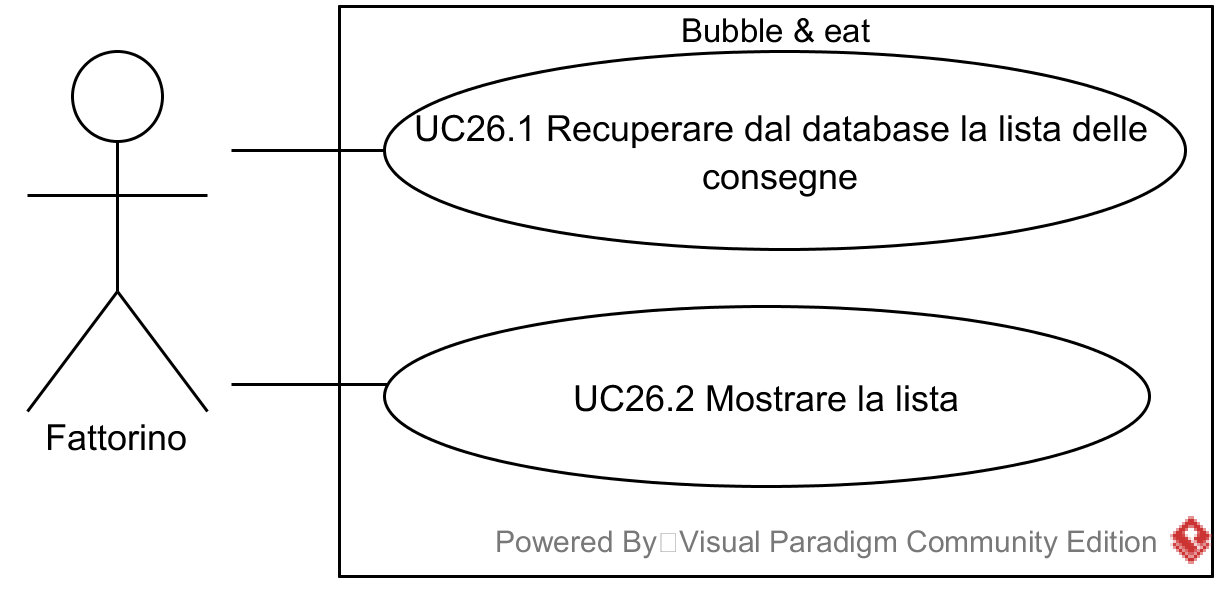 Bubble & eat
UC26.1 Recuperare dal database la lista delle
consegne
UC26.2 Mostrare la lista
Fattorino
Powered By Visual Paradigm Community Edition